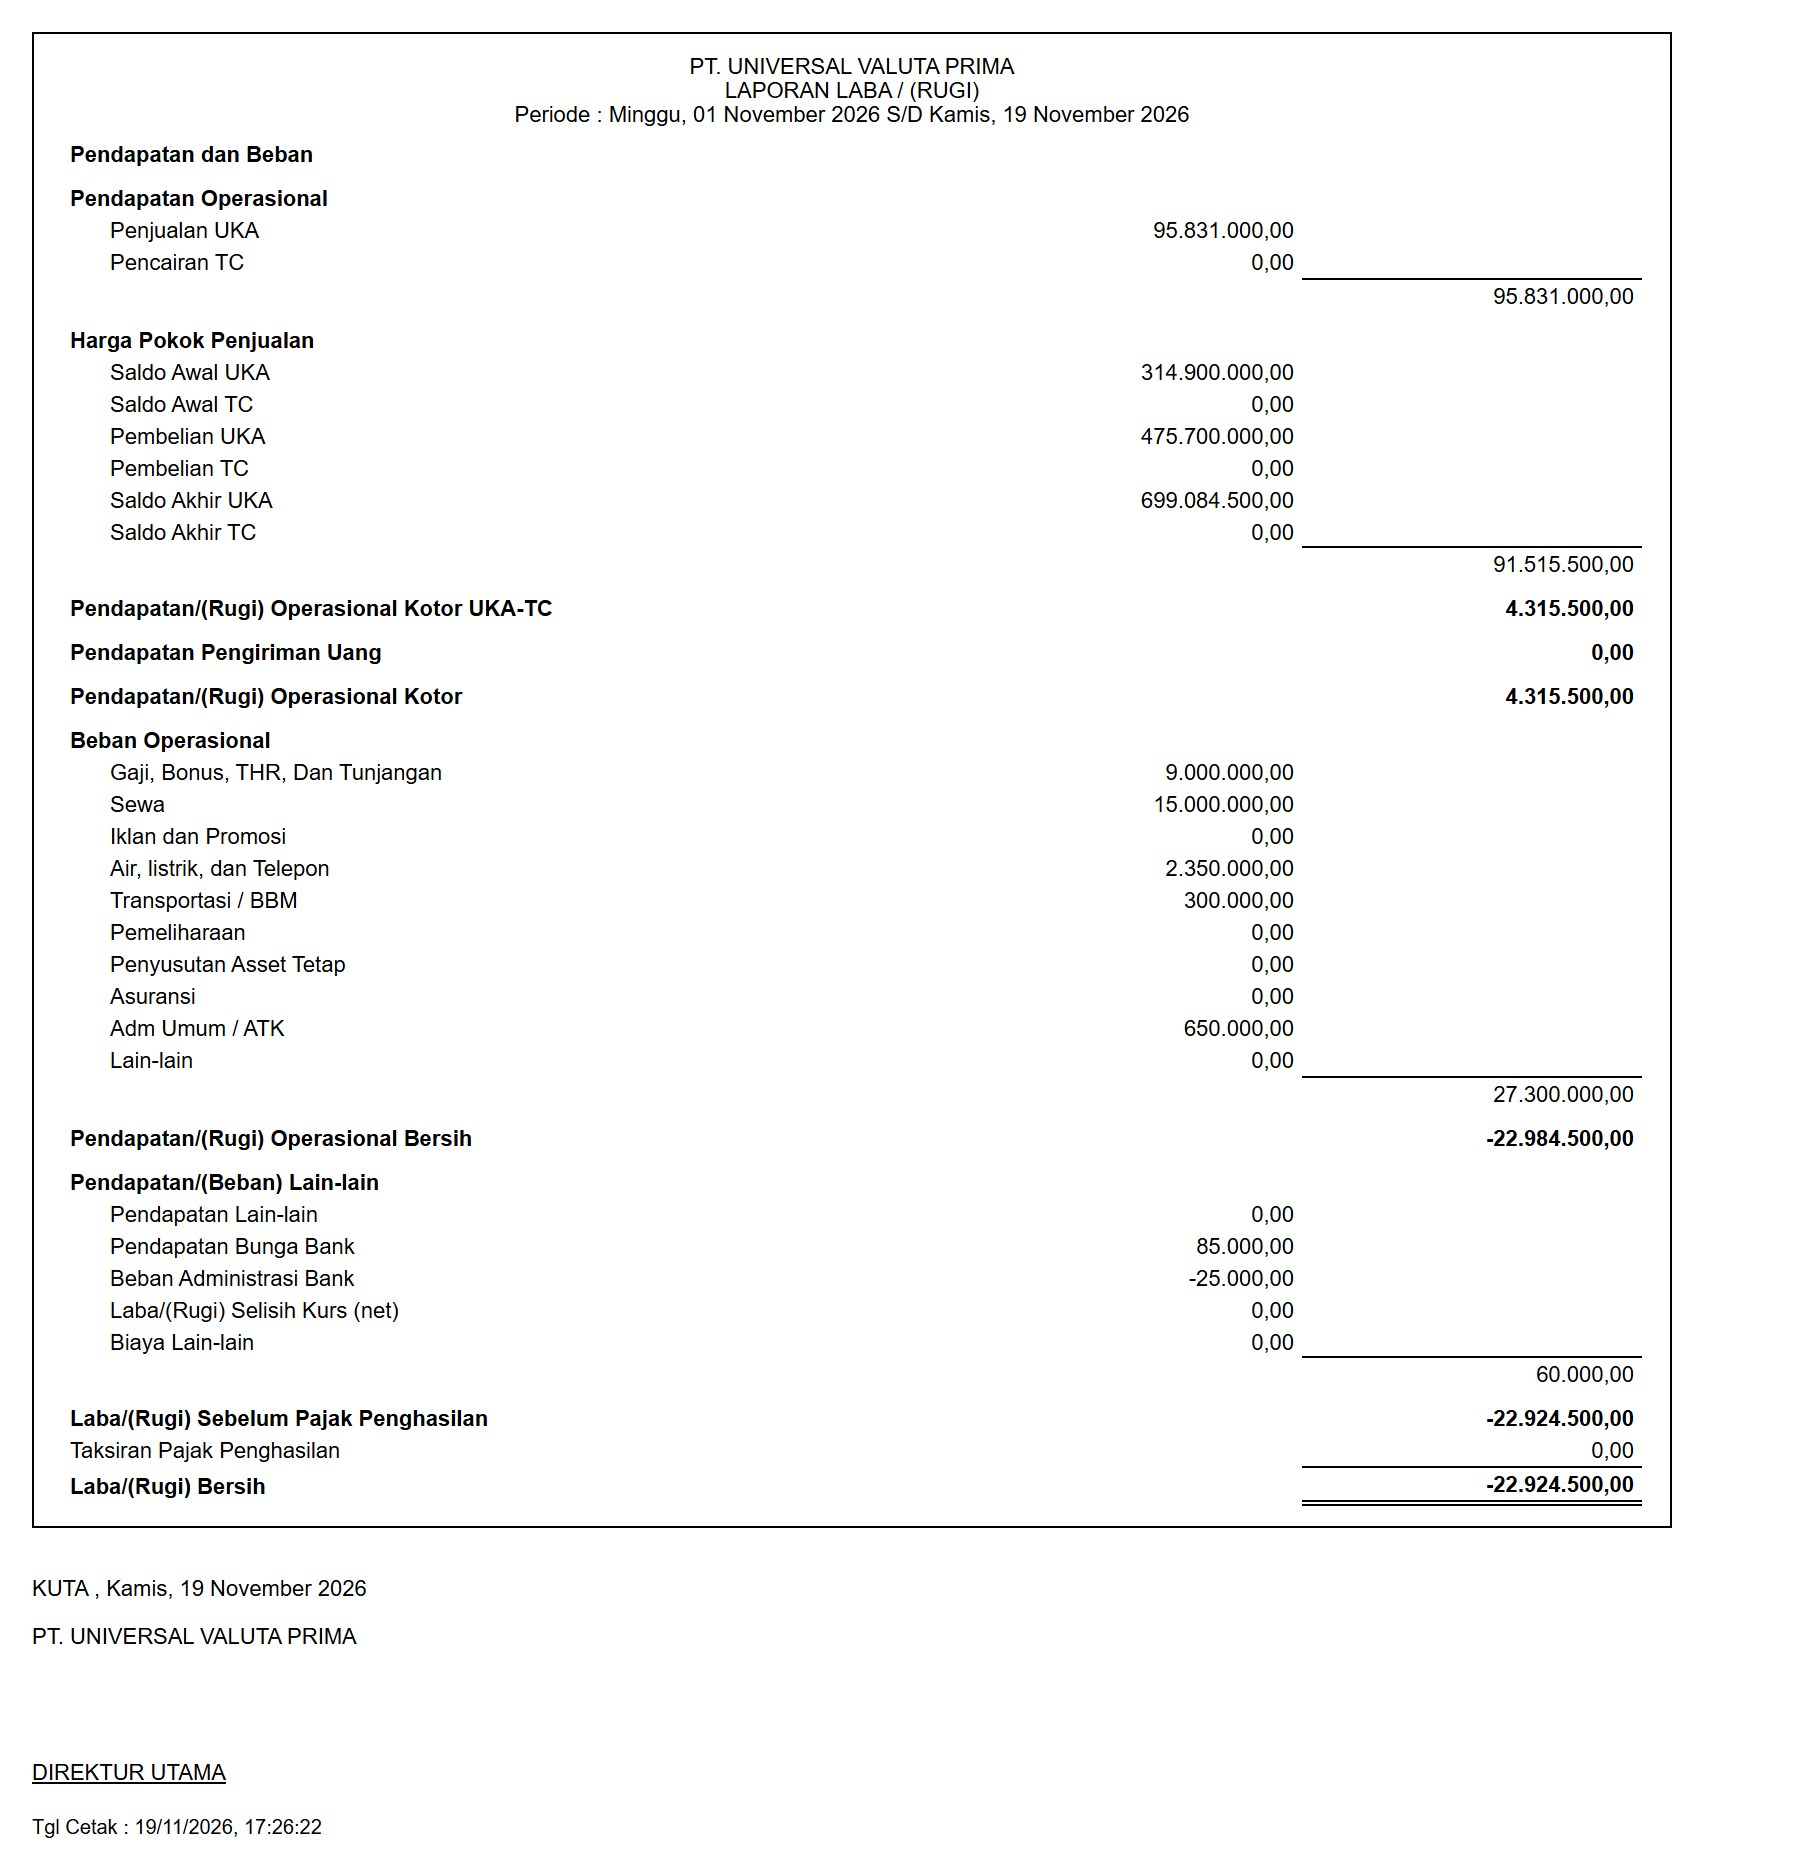 PT. UNIVERSAL VALUTA PRIMA
LAPORAN LABA / (RUGI)
Periode : Minggu, 01 November 2026 S/D Kamis, 19 November 2026
Pendapatan dan Beban
Pendapatan Operasional
Penjualan UKA 95.831.000,00
Pencairan TC 0,00
95.831.000,00
Harga Pokok Penjualan
Saldo Awal UKA 314.900.000,00
Saldo Awal TC 0,00
Pembelian UKA 475.700.000,00
Pembelian TC 0,00
Saldo Akhir UKA 699.084.500,00
Saldo Akhir TC 0,00
91.515.500,00
Pendapatan/(Rugi) Operasional Kotor UKA-TC 4.315.500,00
Pendapatan Pengiriman Uang 0,00
Pendapatan/(Rugi) Operasional Kotor 4.315.500,00
Beban Operasional
Gaji, Bonus, THR, Dan Tunjangan 9.000.000,00
Sewa 15.000.000,00
Iklan dan Promosi 0,00
Air, listrik, dan Telepon 2.350.000,00
Transportasi / BBM 300.000,00
Pemeliharaan 0,00
Penyusutan Asset Tetap 0,00
Asuransi 0,00
Adm Umum / ATK 650.000,00
Lain-lain 0,00
27.300.000,00
Pendapatan/(Rugi) Operasional Bersih -22.984.500,00
Pendapatan/(Beban) Lain-lain
Pendapatan Lain-lain 0,00
Pendapatan Bunga Bank 85.000,00
Beban Administrasi Bank -25.000,00
Laba/(Rugi) Selisih Kurs (net) 0,00
Biaya Lain-lain 0,00
60.000,00
Laba/(Rugi) Sebelum Pajak Penghasilan -22.924.500,00
Taksiran Pajak Penghasilan 0,00
Laba/(Rugi) Bersih -22.924.500,00
KUTA , Kamis, 19 November 2026
PT. UNIVERSAL VALUTA PRIMA
DIREKTUR UTAMA
Tgl Cetak : 19/11/2026, 17:26:22